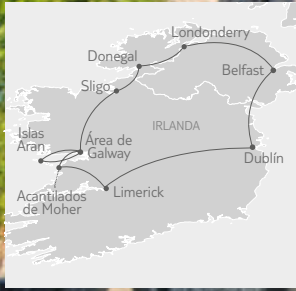 Londonderry
Donegal
Belfast
Sligo
IRLANDA
Islas
Aran
Área de
Galway
Dublín
Limerick
Acantilados
de Moher